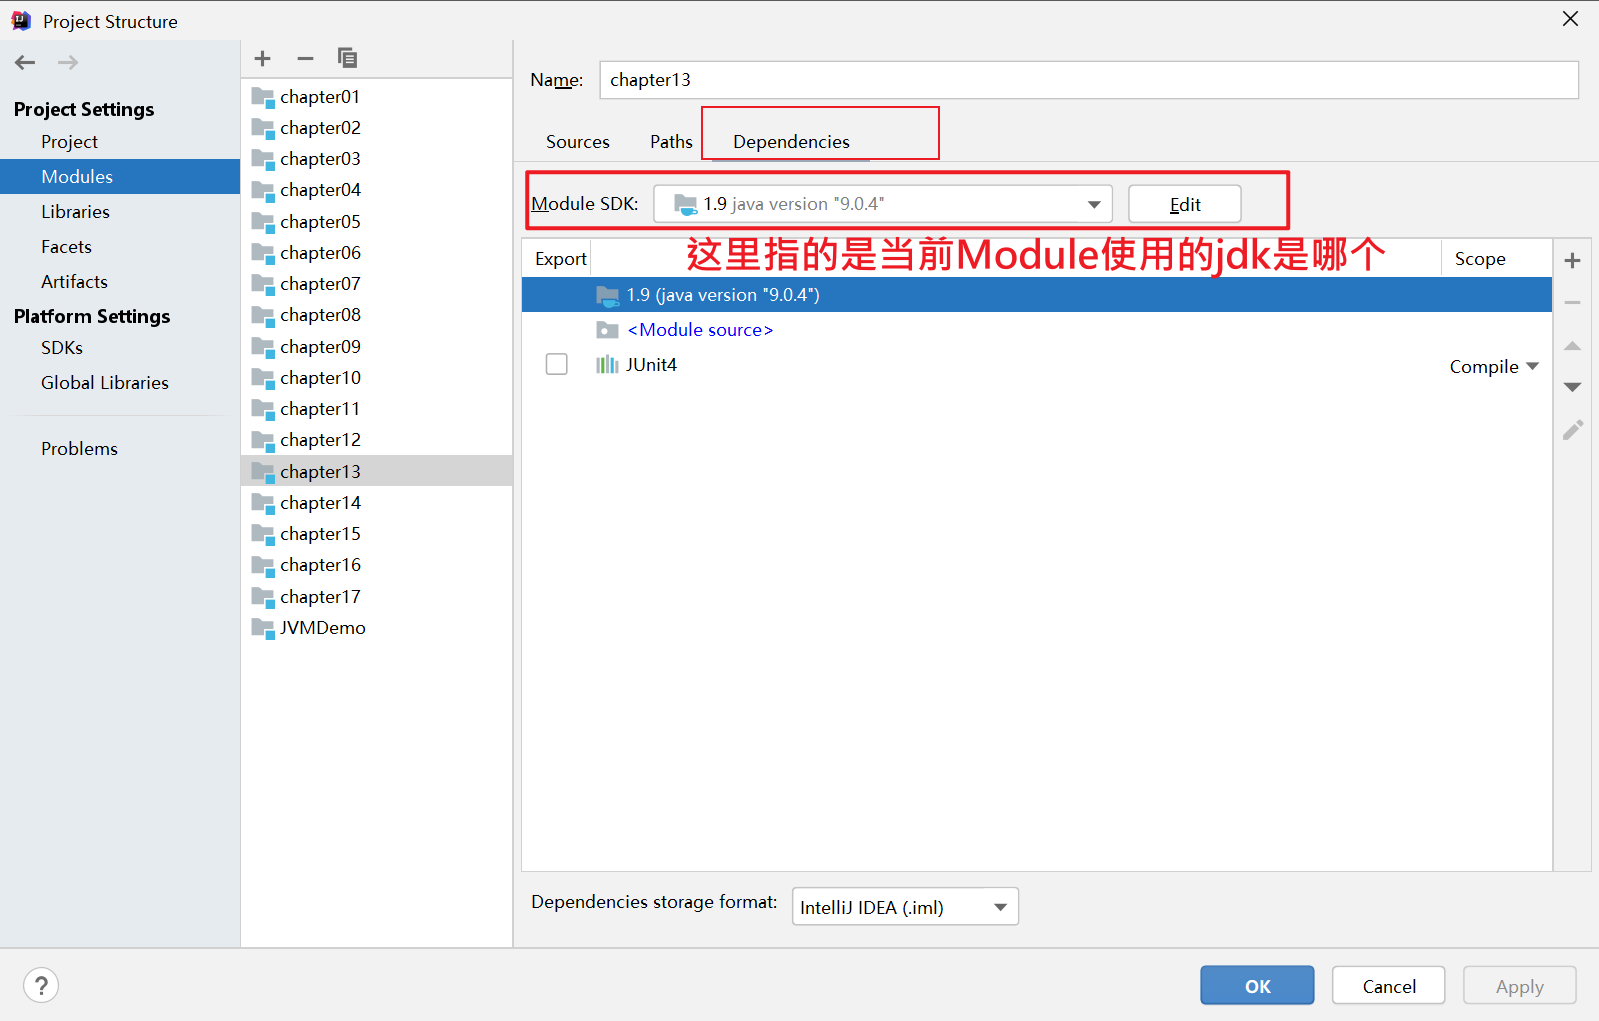 Project Structure
Project Settings
Project
Modules
Libraries
Facets
Artifacts
Platform Settings
SDKs
Global Libraries
Problems
chapter01
chapter02
chapter03
chapter04
chapter05
chapter06
chapter07
chapter08
chapter09
chapter10
chapter11
chapter12
chapter13
chapter14
chapter15
chapter16
chapter17
JVMDemo
Name: chapter13
Sources Paths Dependencies
Module SDK: 1.9 java version "9.0.4" Edit
这里指的是当前Module使用的jdk是哪个
Export Scope
1.9 (java version "9.0.4")
<Module source>
JUnit4 Compile
Dependencies storage format: IntelliJ IDEA (.iml)
? OK Cancel Apply